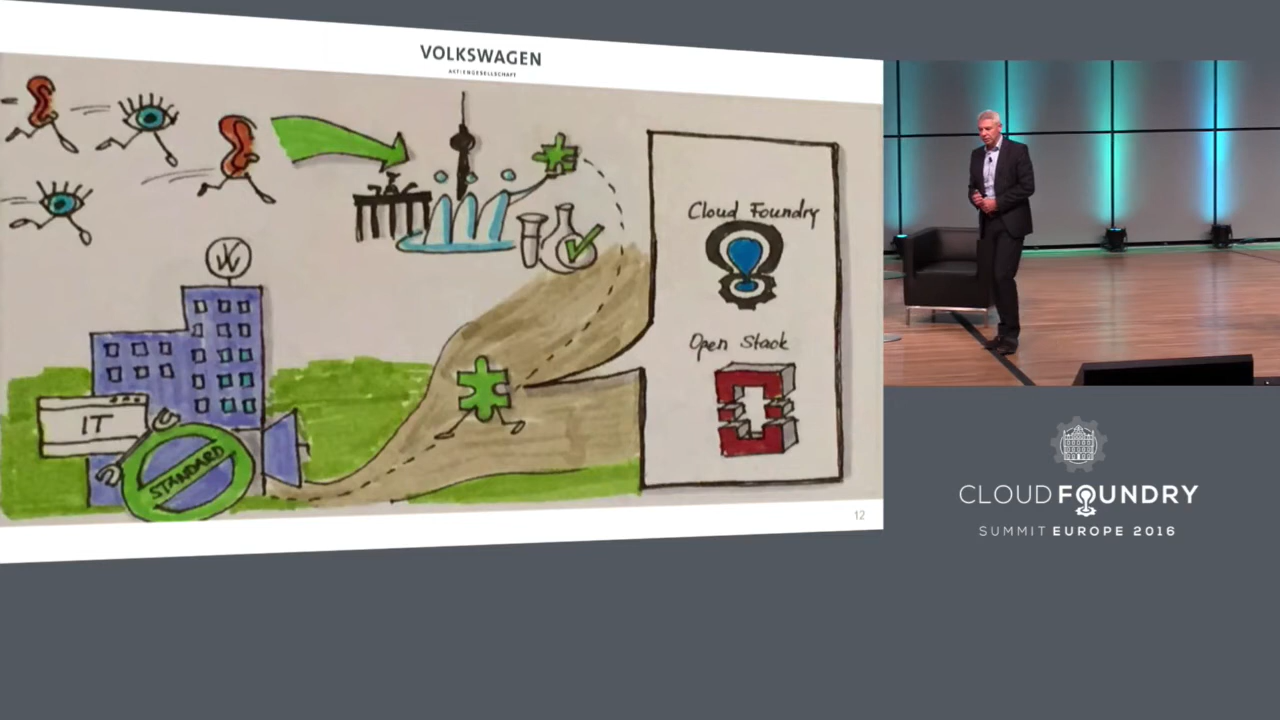 VOLKSWAGEN
AKTIENGESELLSCHAFT
Cloud Foundry
Open Stack
IT
STANDARD
12
CLOUD FOUNDRY
SUMMIT EUROPE 2016